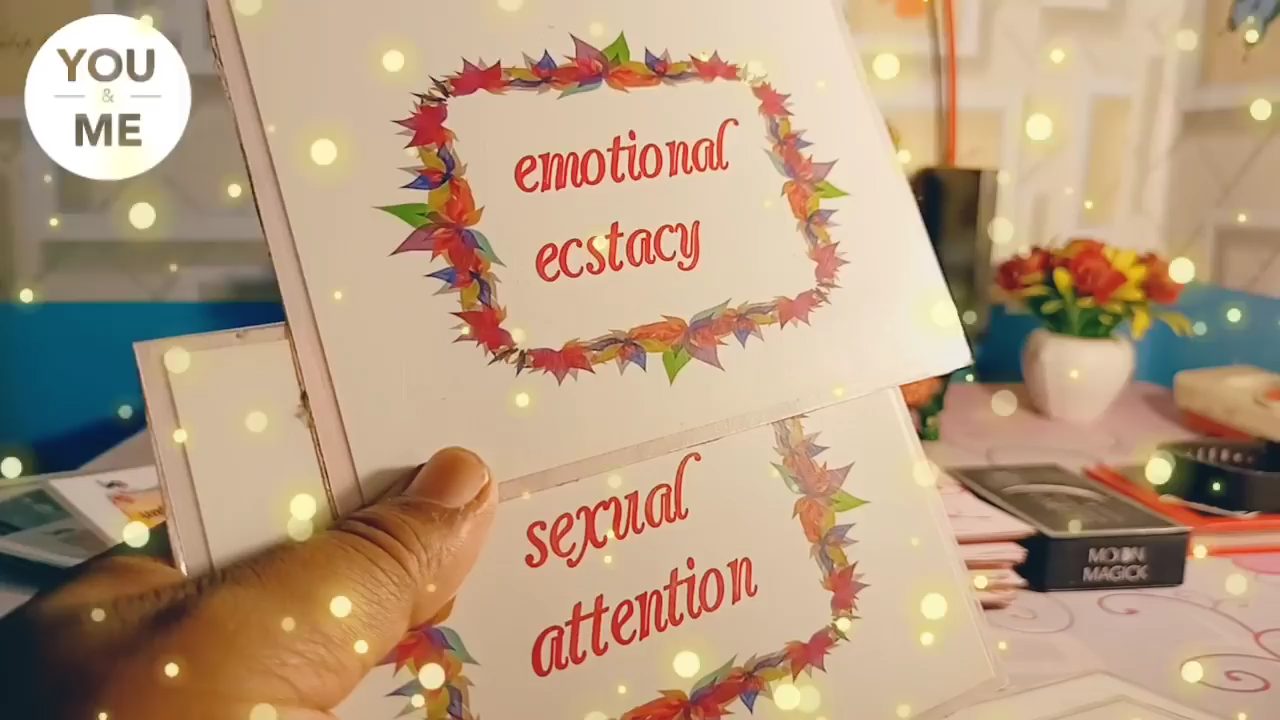 YOU
&
ME
emotional
ecstacy
sexual
attention
MOON
MAGICK